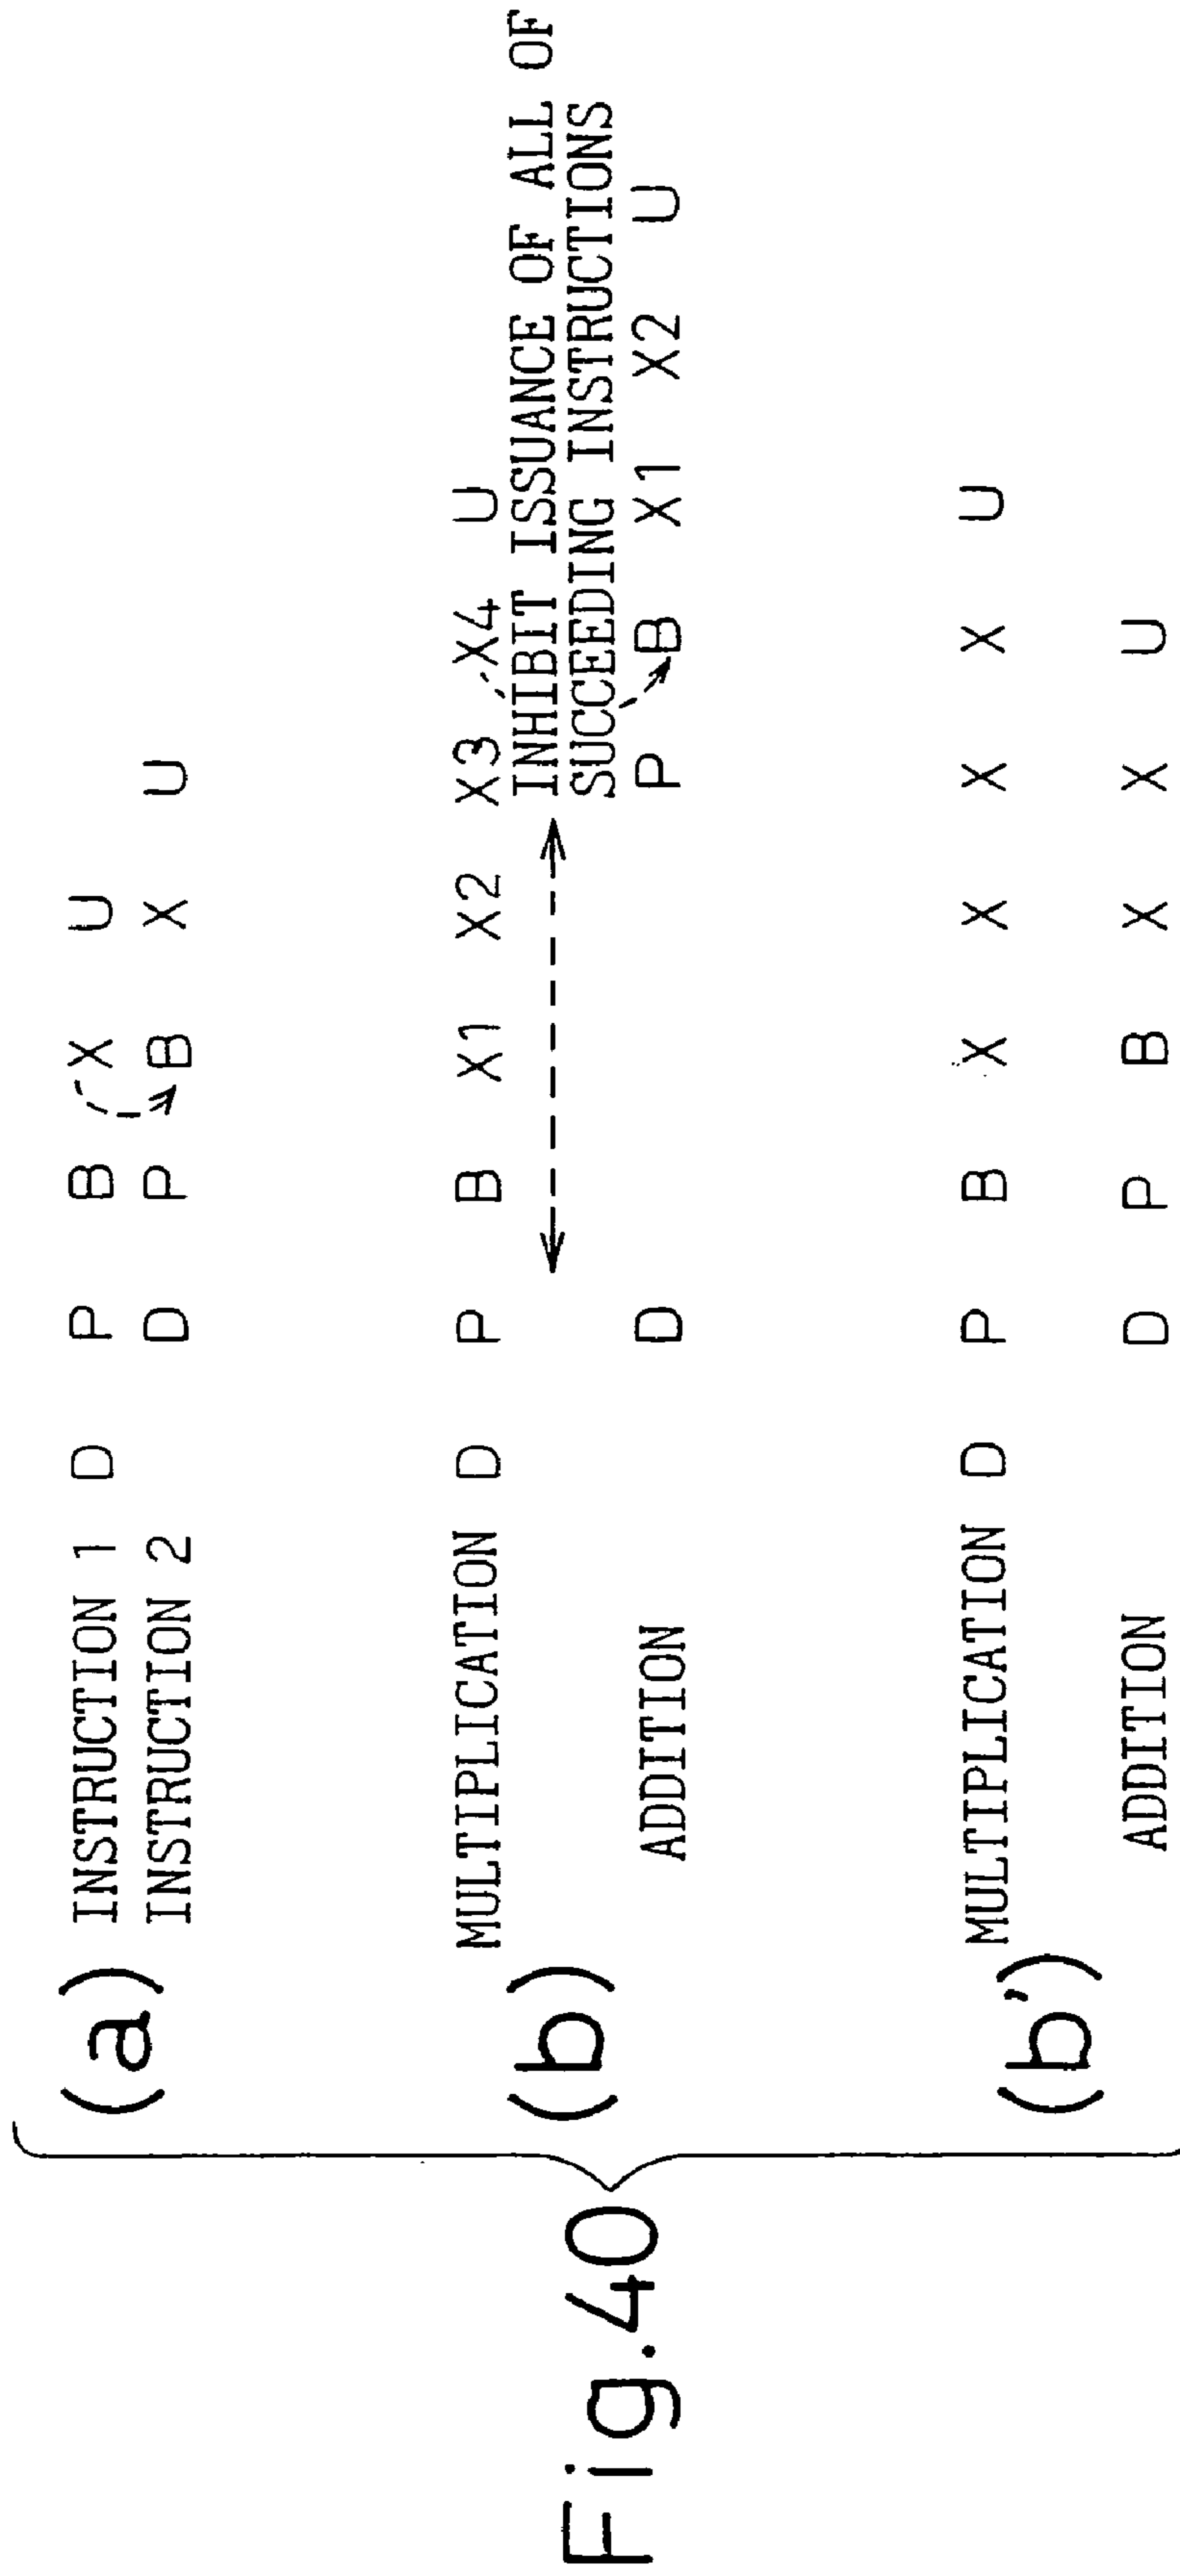 Fig.40
(a) INSTRUCTION 1 D P B X U
INSTRUCTION 2 D P B X U
(b) MULTIPLICATION D P B X1 X2 X3 X4 U
INHIBIT ISSUANCE OF ALL OF
SUCCEEDING INSTRUCTIONS
ADDITION D P B X1 X2 U
(b') MULTIPLICATION D P B X X X X U
ADDITION D P B X X U